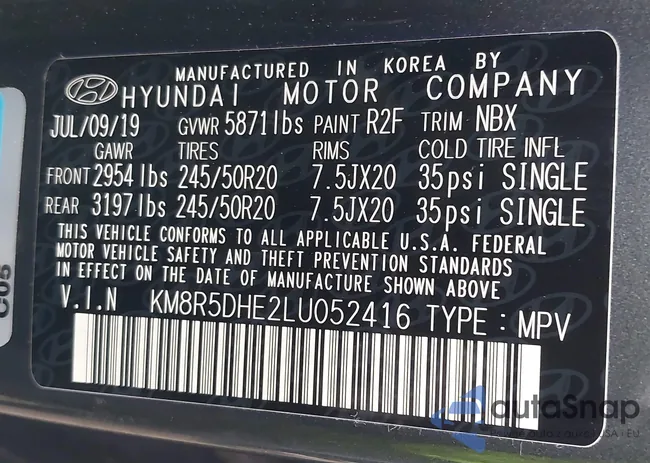 MANUFACTURED IN KOREA BY
HYUNDAI MOTOR COMPANY
JUL/09/19 GVWR 5871lbs PAINT R2F TRIM NBX
GAWR TIRES RIMS COLD TIRE INFL
FRONT 2954lbs 245/50R20 7.5JX20 35psi SINGLE
REAR 3197lbs 245/50R20 7.5JX20 35psi SINGLE
THIS VEHICLE CONFORMS TO ALL APPLICABLE U.S.A. FEDERAL
MOTOR VEHICLE SAFETY AND THEFT PREVENTION STANDARDS
IN EFFECT ON THE DATE OF MANUFACTURE SHOWN ABOVE
V.I.N KM8R5DHE2LU052416 TYPE : MPV
C05
autoSnap